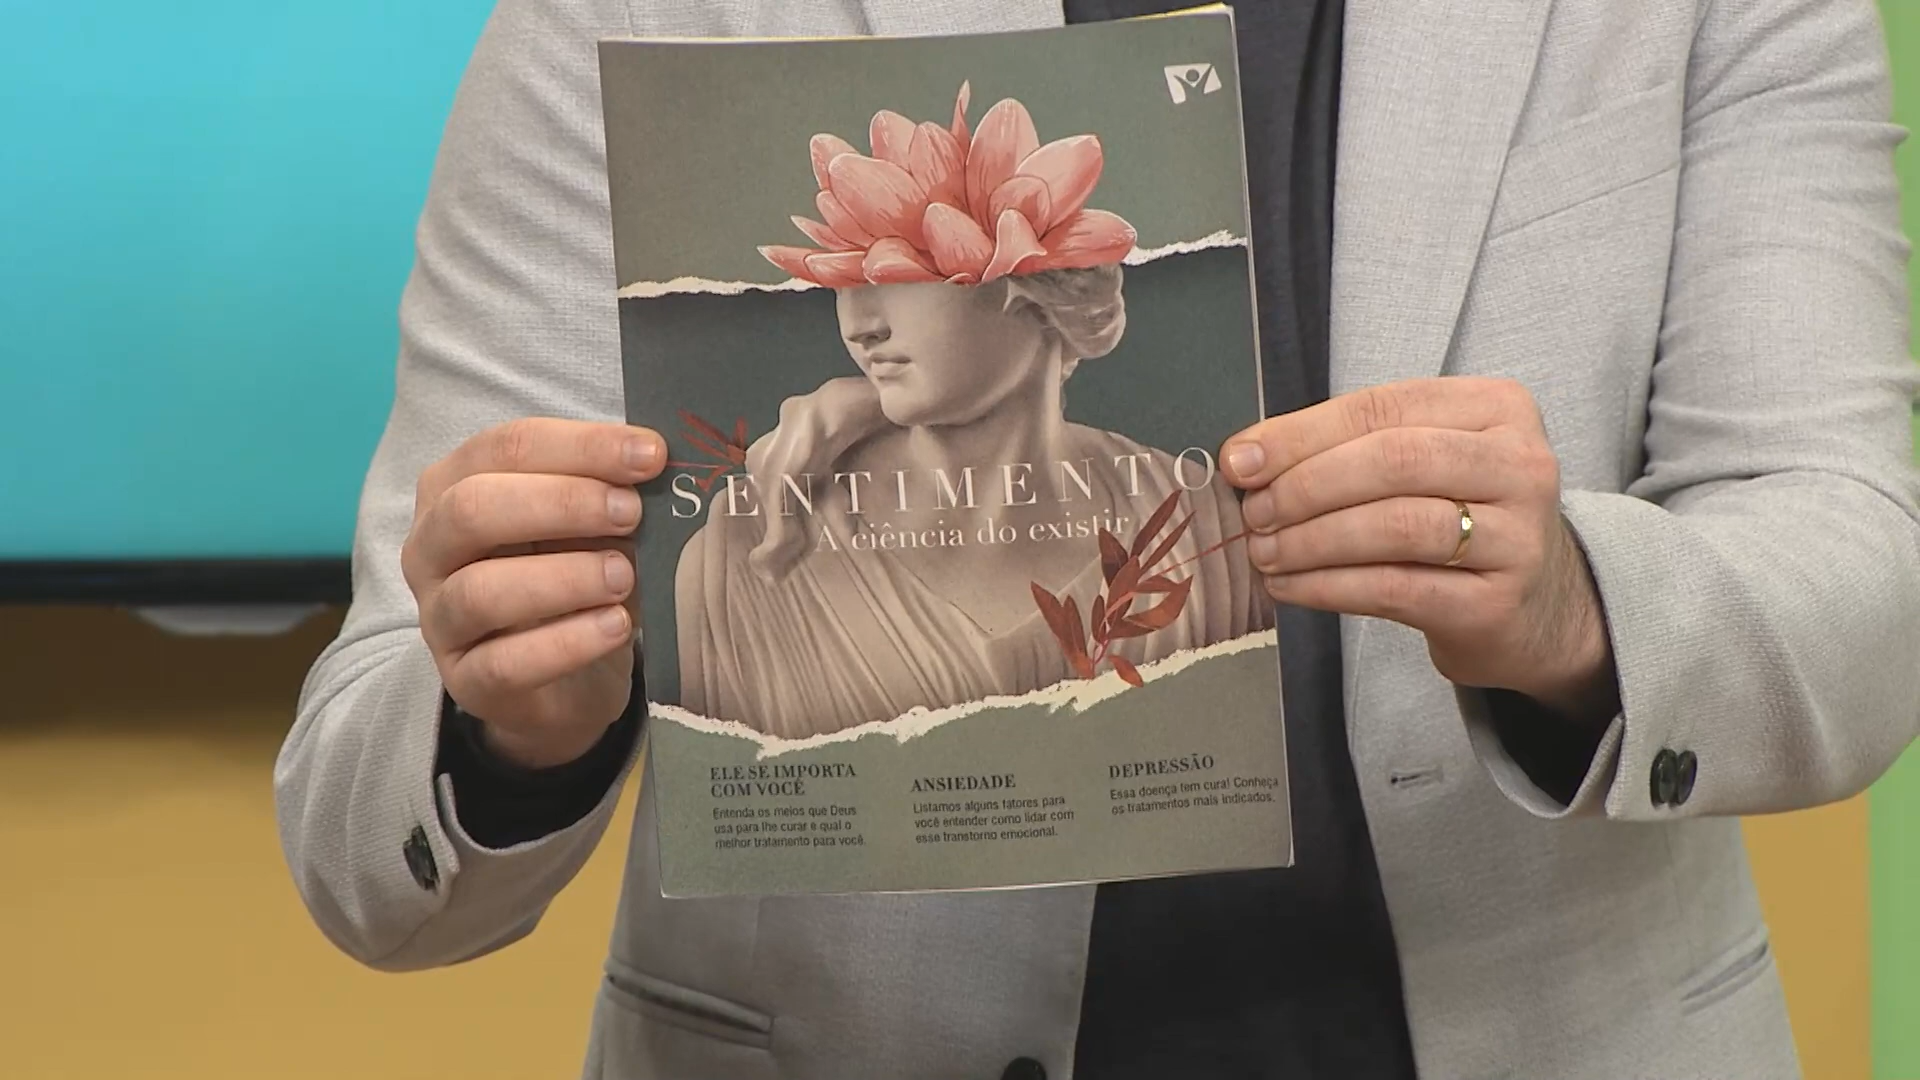 SENTIMENTO
A ciência do existir
ELE SE IMPORTA
COM VOCÊ
Entenda os meios que Deus
usa para lhe curar e qual o
melhor tratamento para você.
ANSIEDADE
Listamos alguns fatores para
você entender como lidar com
esse transtorno emocional.
DEPRESSÃO
Essa doença tem cura! Conheça
os tratamentos mais indicados.